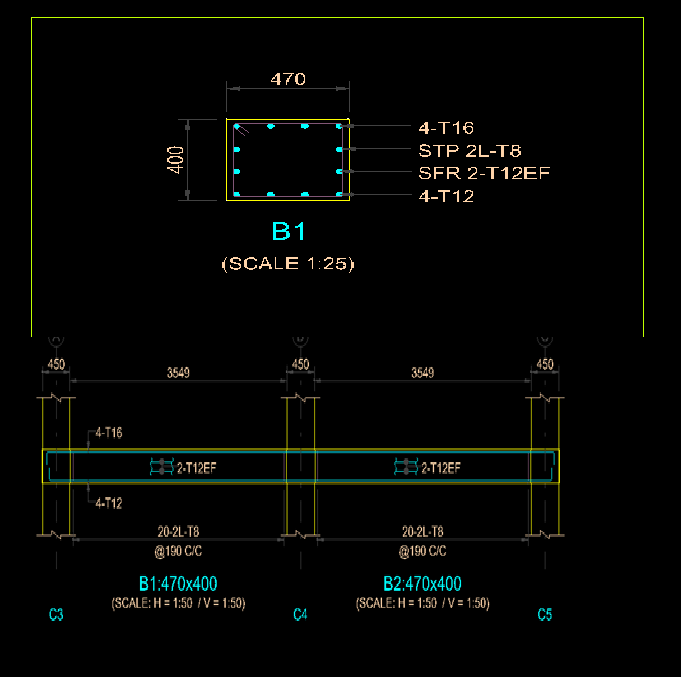 470
400
4-T16
STP 2L-T8
SFR 2-T12EF
4-T12
B1
(SCALE 1:25)
450
3549
450
3549
450
4-T16
2-T12EF
2-T12EF
4-T12
20-2L-T8
@190 C/C
20-2L-T8
@190 C/C
B1:470x400
(SCALE: H = 1:50 / V = 1:50)
B2:470x400
(SCALE: H = 1:50 / V = 1:50)
C3
C4
C5